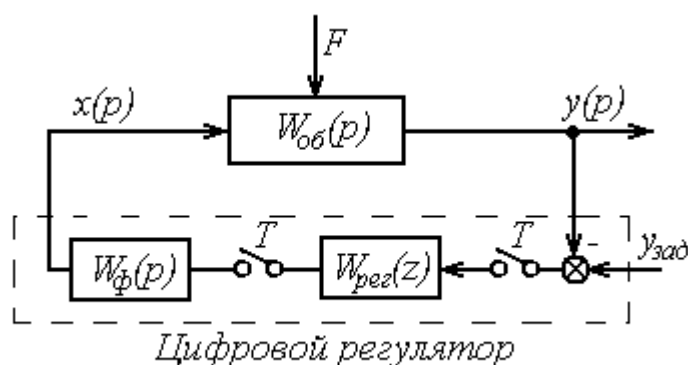 F
x(p)
W_об(p)
y(p)
-
T
T
y_зад
W_ф(p)
W_рег(z)
Цифровой регулятор